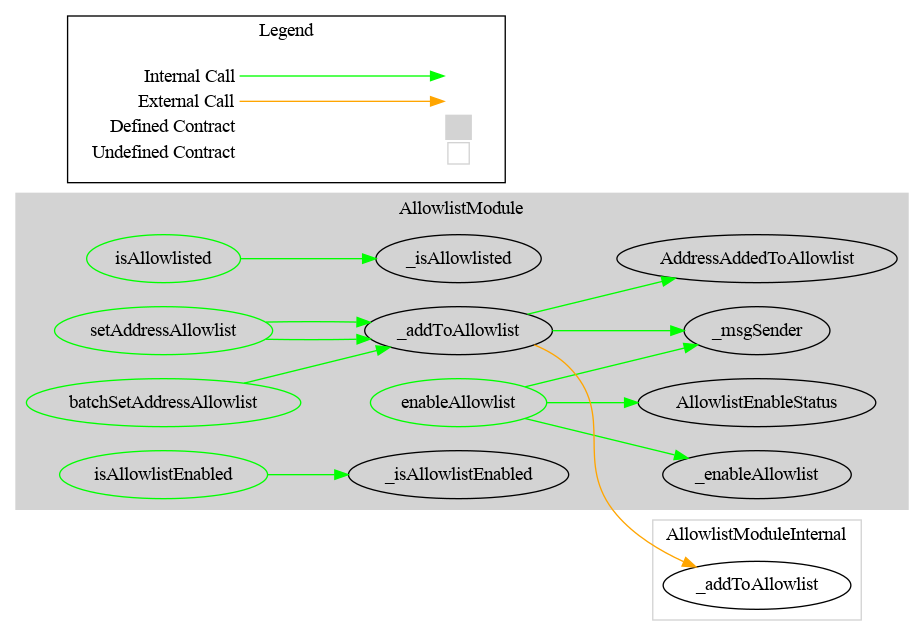 Legend
Internal Call
External Call
Defined Contract
Undefined Contract
AllowlistModule
isAllowlisted
_isAllowlisted
AddressAddedToAllowlist
setAddressAllowlist
_addToAllowlist
_msgSender
batchSetAddressAllowlist
enableAllowlist
AllowlistEnableStatus
isAllowlistEnabled
_isAllowlistEnabled
_enableAllowlist
AllowlistModuleInternal
_addToAllowlist